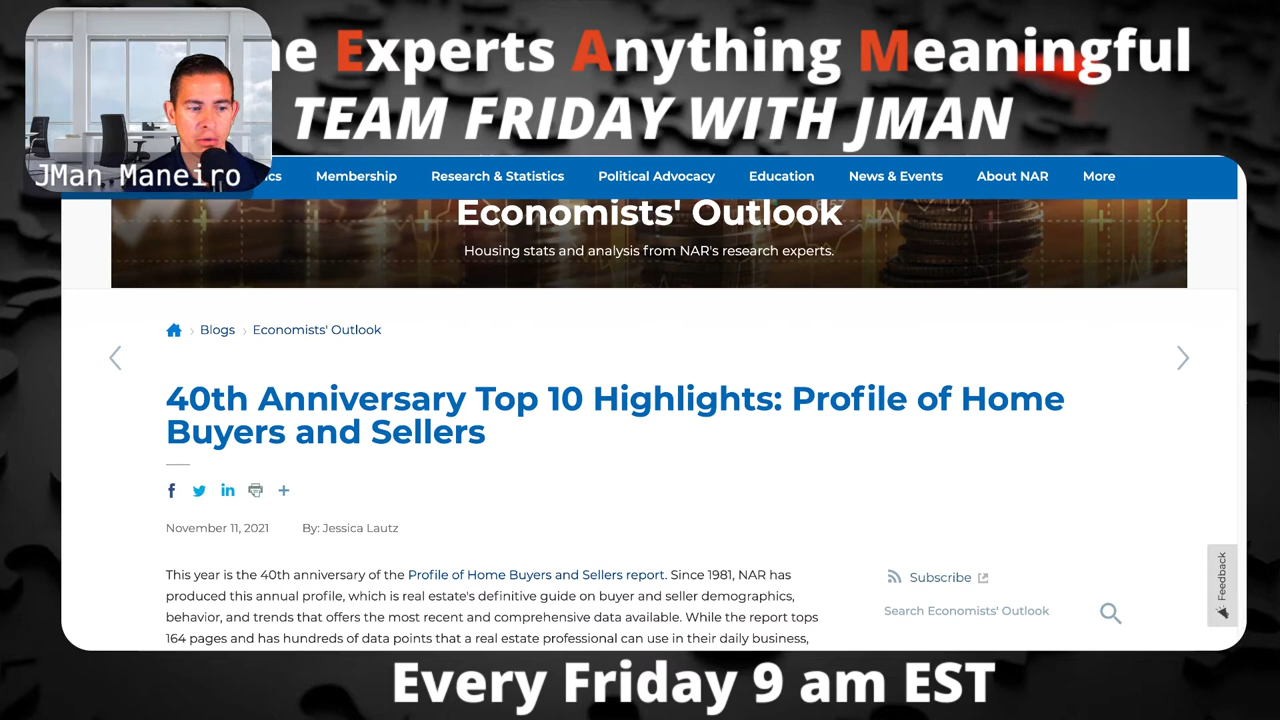 e Experts Anything Meaningful
TEAM FRIDAY WITH JMAN
JMan Maneiro
cs Membership Research & Statistics Political Advocacy Education News & Events About NAR More
Economists' Outlook
Housing stats and analysis from NAR's research experts.
Blogs Economists' Outlook
40th Anniversary Top 10 Highlights: Profile of Home
Buyers and Sellers
November 11, 2021 By: Jessica Lautz
This year is the 40th anniversary of the Profile of Home Buyers and Sellers report. Since 1981, NAR has
produced this annual profile, which is real estate's definitive guide on buyer and seller demographics,
behavior, and trends that offers the most recent and comprehensive data available. While the report tops
164 pages and has hundreds of data points that a real estate professional can use in their daily business,
Subscribe
Search Economists' Outlook
Feedback
Every Friday 9 am EST